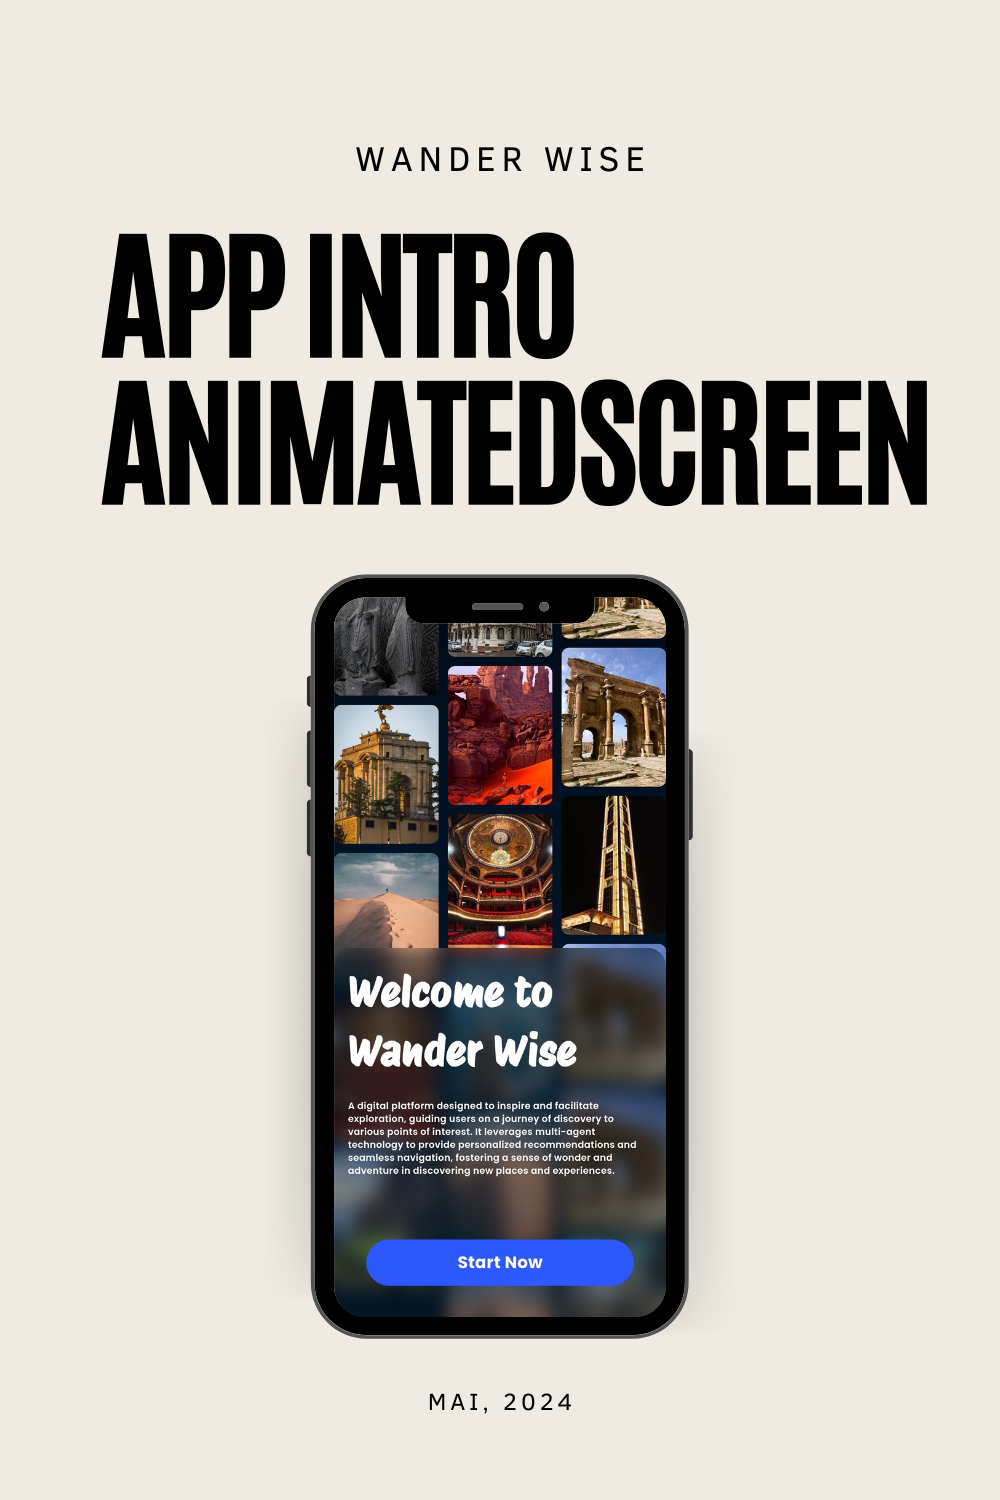 WANDER WISE
APP INTRO
ANIMATEDSCREEN
Welcome to
Wander Wise
A digital platform designed to inspire and facilitate
exploration, guiding users on a journey of discovery to
various points of interest. It leverages multi-agent
technology to provide personalized recommendations and
seamless navigation, fostering a sense of wonder and
adventure in discovering new places and experiences.
Start Now
MAI, 2024